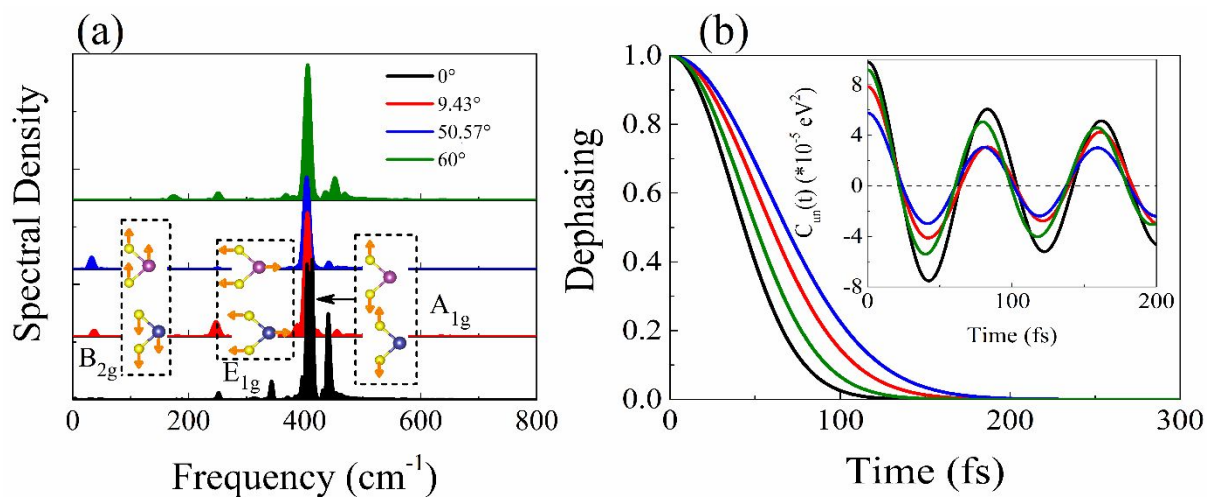 (a)
Spectral Density
0°
9.43°
50.57°
60°
B2g
E1g
A1g
0 200 400 600 800
Frequency (cm-1)
(b)
Dephasing
1.0
0.8
0.6
0.4
0.2
0.0
0 100 200 300
Time (fs)
Cun(t) (*10-5 eV2)
8
4
0
-4
-8
0 100 200
Time (fs)